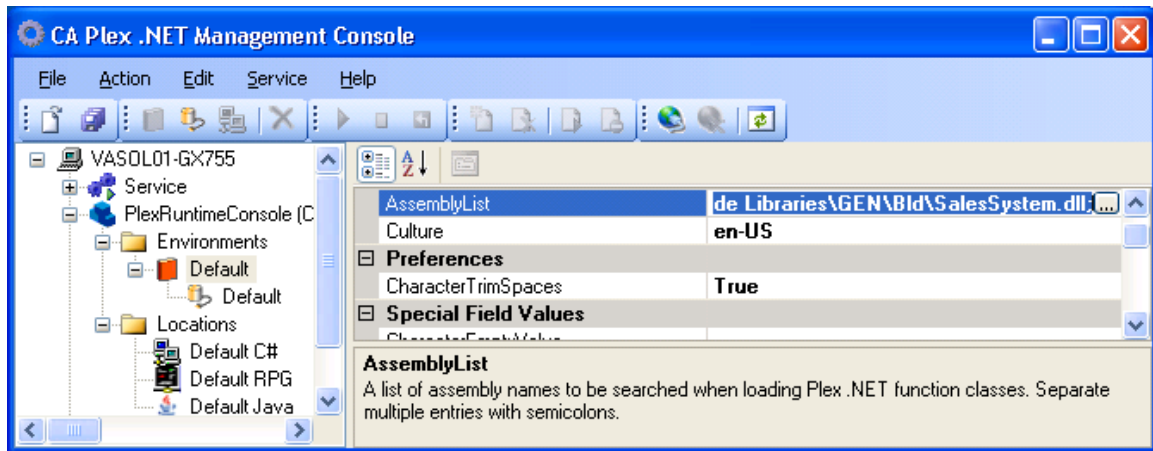 CA Plex .NET Management Console
File Action Edit Service Help
VASOL01-GX755
Service
PlexRuntimeConsole (C
Environments
Default
Default
Locations
Default C#
Default RPG
Default Java
AssemblyList de Libraries\GEN\Bld\SalesSystem.dll; ...
Culture en-US
Preferences
CharacterTrimSpaces True
Special Field Values
CharacterEmptyValue
AssemblyList
A list of assembly names to be searched when loading Plex .NET function classes. Separate
multiple entries with semicolons.